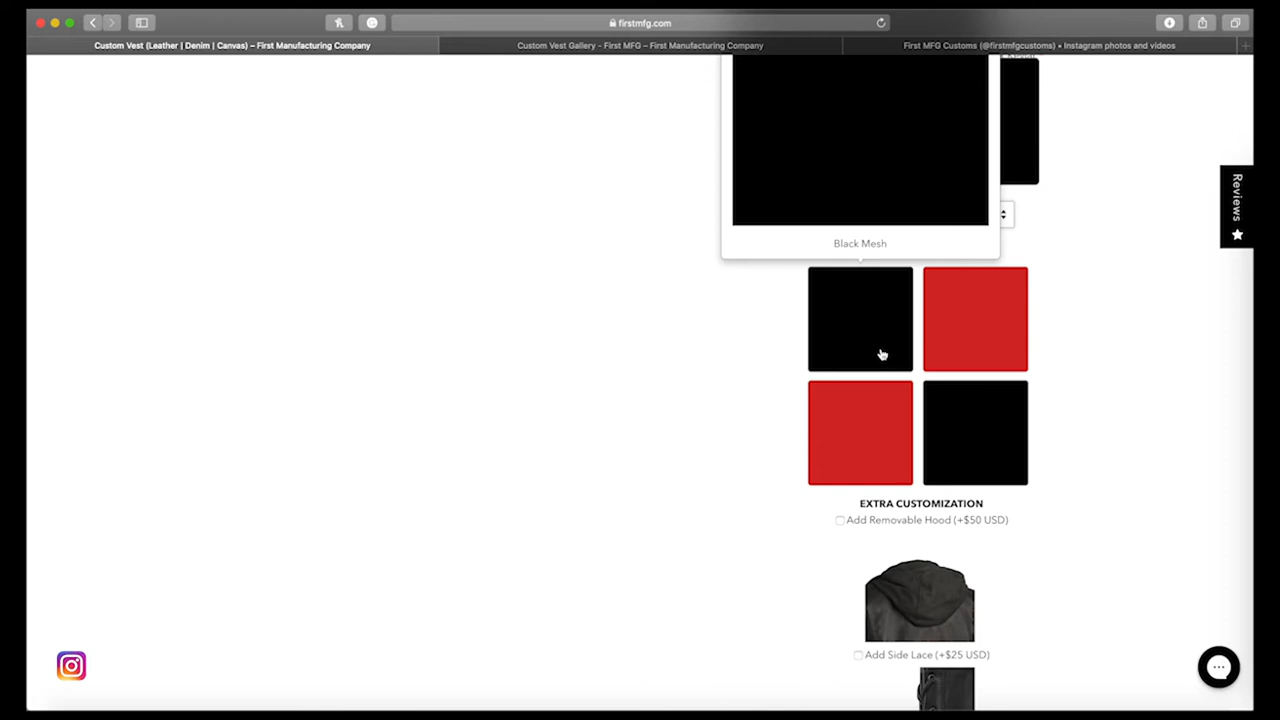 firstmfg.com
Custom Vest (Leather | Denim | Canvas) – First Manufacturing Company
Custom Vest Gallery - First MFG – First Manufacturing Company
First MFG Customs (@firstmfgcustoms) • Instagram photos and videos
Reviews
Black Mesh
EXTRA CUSTOMIZATION
Add Removable Hood (+$50 USD)
Add Side Lace (+$25 USD)